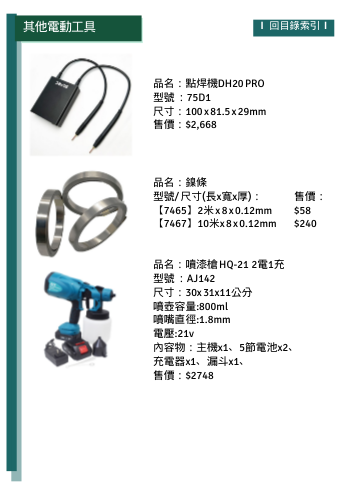 其他電動工具
I 回目錄索引 I
品名：點焊機DH20 PRO
型號：75D1
尺寸：100 x 81.5 x 29mm
售價：$2,668
品名：鎳條
型號/尺寸(長x寬x厚)： 售價：
【7465】2米 x 8 x 0.12mm $58
【7467】10米x 8 x 0.12mm $240
品名：噴漆槍 HQ-21 2電1充
型號：AJ142
尺寸：30x 31x11公分
噴壺容量:800ml
噴嘴直徑:1.8mm
電壓:21v
內容物：主機x1、5節電池x2、
充電器x1、漏斗x1、
售價：$2748